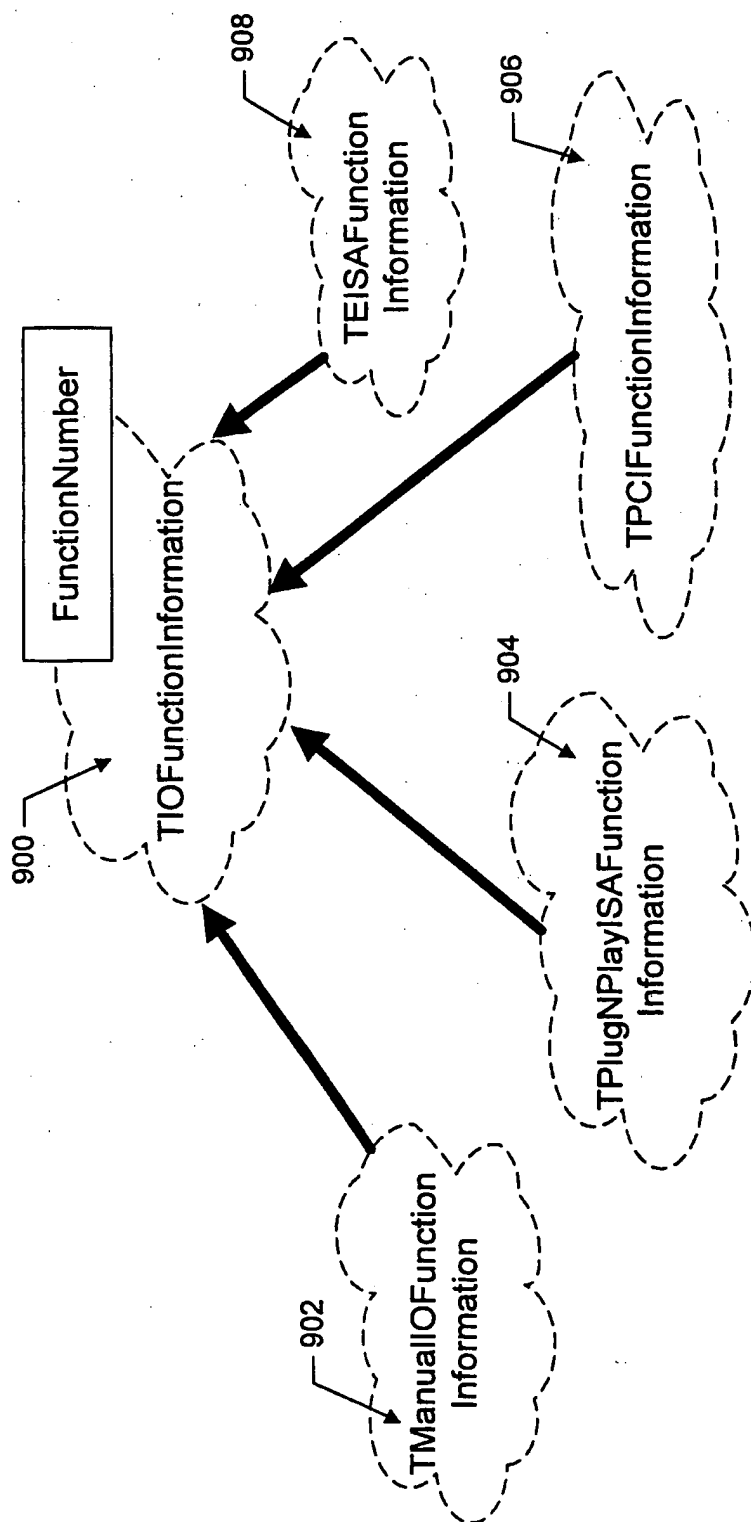 FunctionNumber
900
TIOFunctionInformation
902
TManualIOFunction
Information
904
TPlugNPlayISAFunction
Information
906
TPCIFunctionInformation
908
TEISAFunction
Information